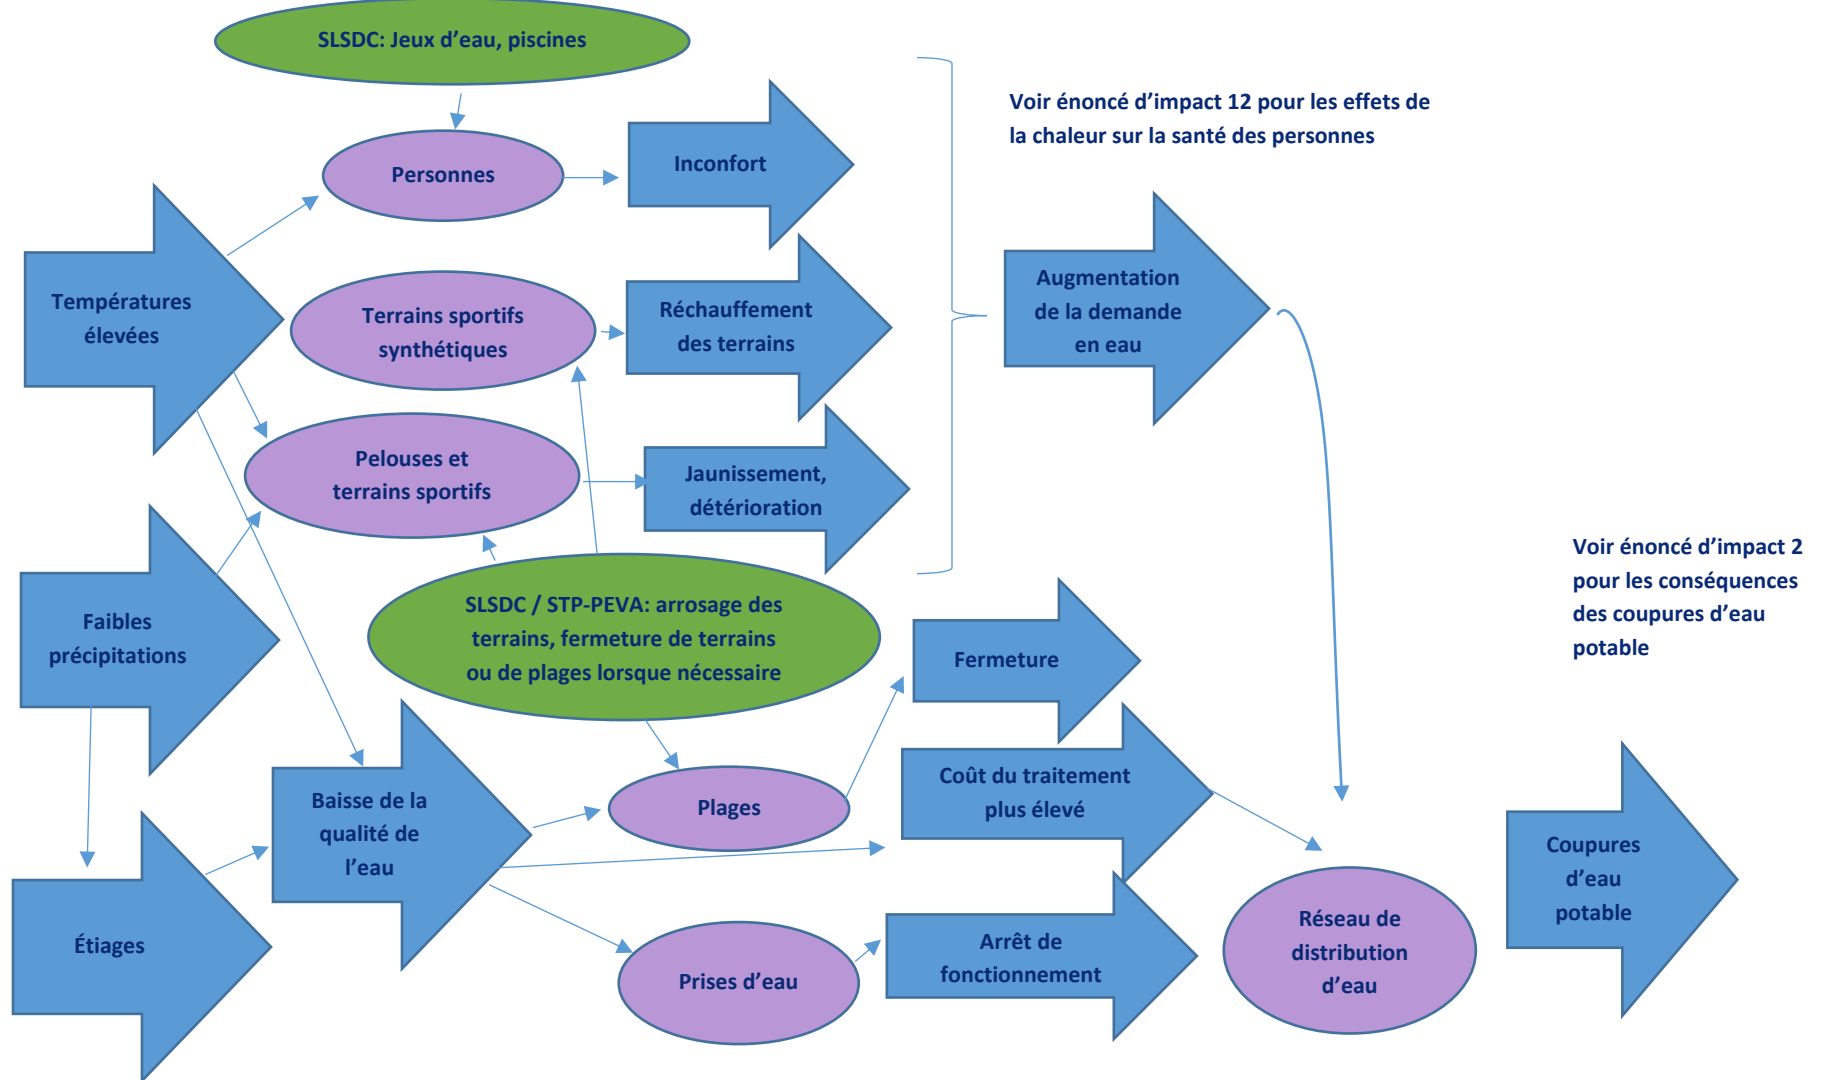 SLSDC: Jeux d’eau, piscines
Voir énoncé d’impact 12 pour les effets de
la chaleur sur la santé des personnes
Personnes
Inconfort
Températures
élevées
Terrains sportifs
synthétiques
Réchauffement
des terrains
Augmentation
de la demande
en eau
Pelouses et
terrains sportifs
Jaunissement,
détérioration
Voir énoncé d’impact 2
pour les conséquences
des coupures d’eau
potable
Faibles
précipitations
SLSDC / STP-PEVA: arrosage des
terrains, fermeture de terrains
ou de plages lorsque nécessaire
Fermeture
Baisse de la
qualité de
l’eau
Plages
Coût du traitement
plus élevé
Coupures
d’eau
potable
Étiages
Prises d’eau
Arrêt de
fonctionnement
Réseau de
distribution
d’eau